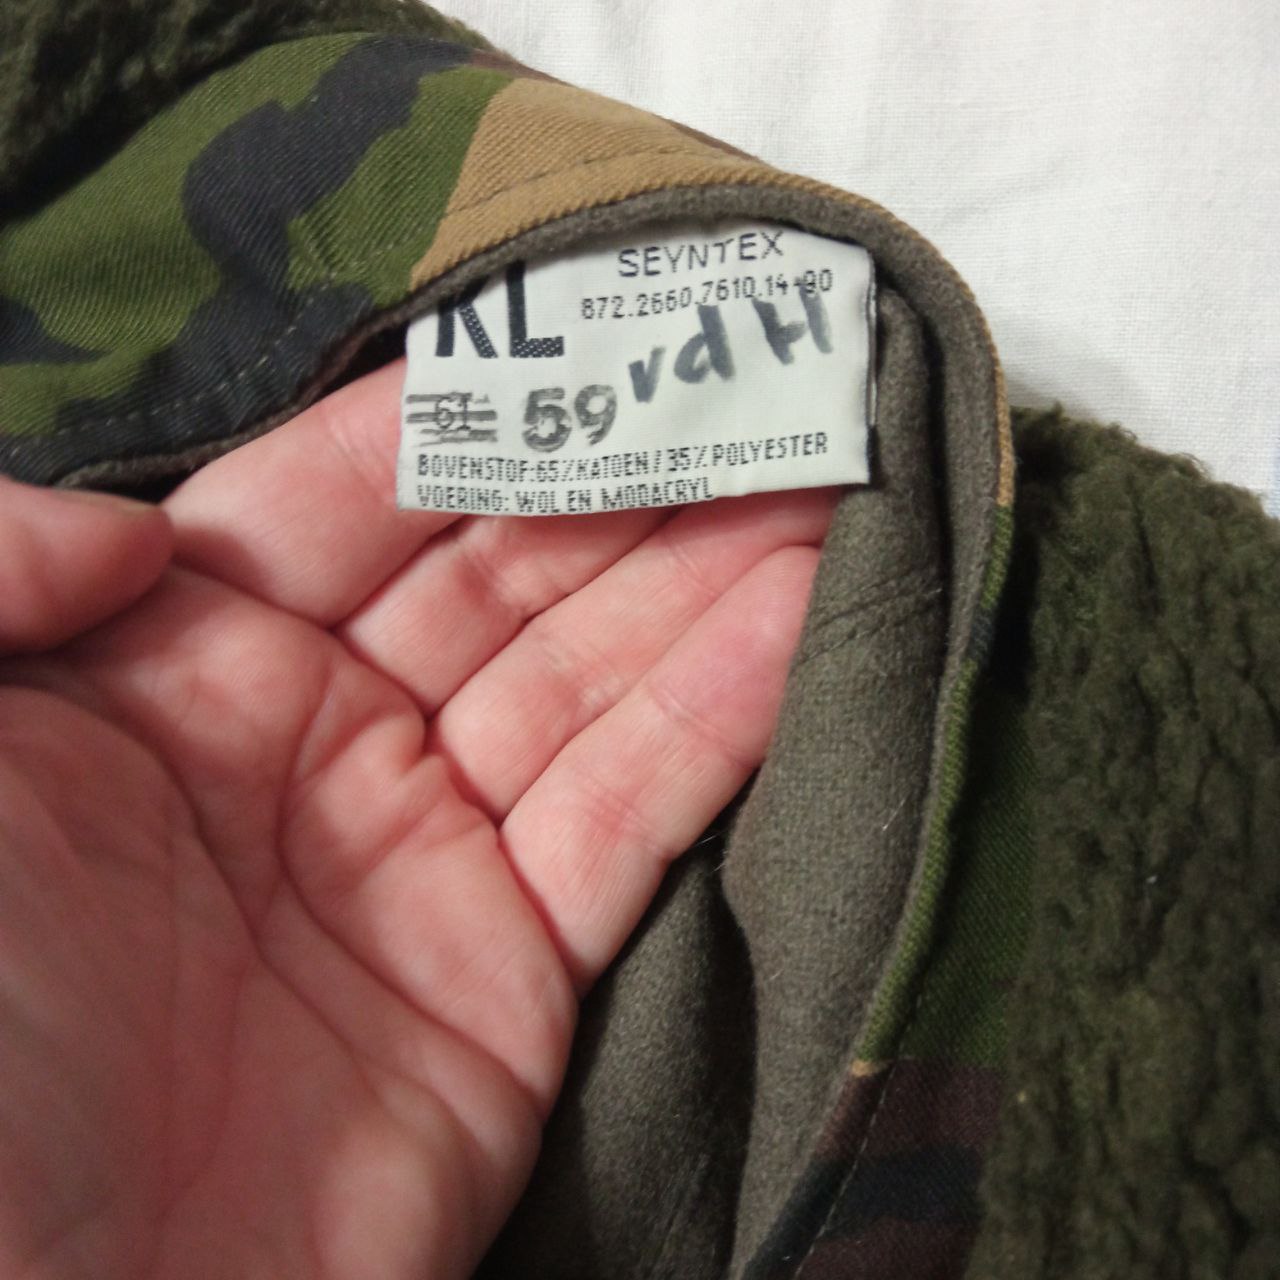 SEYNTEX
KL 872.2660.7610.14-90
vd H
61 59
BOVENSTOF:65%KATOEN/35%POLYESTER
VOERING: WOL EN MODACRYL